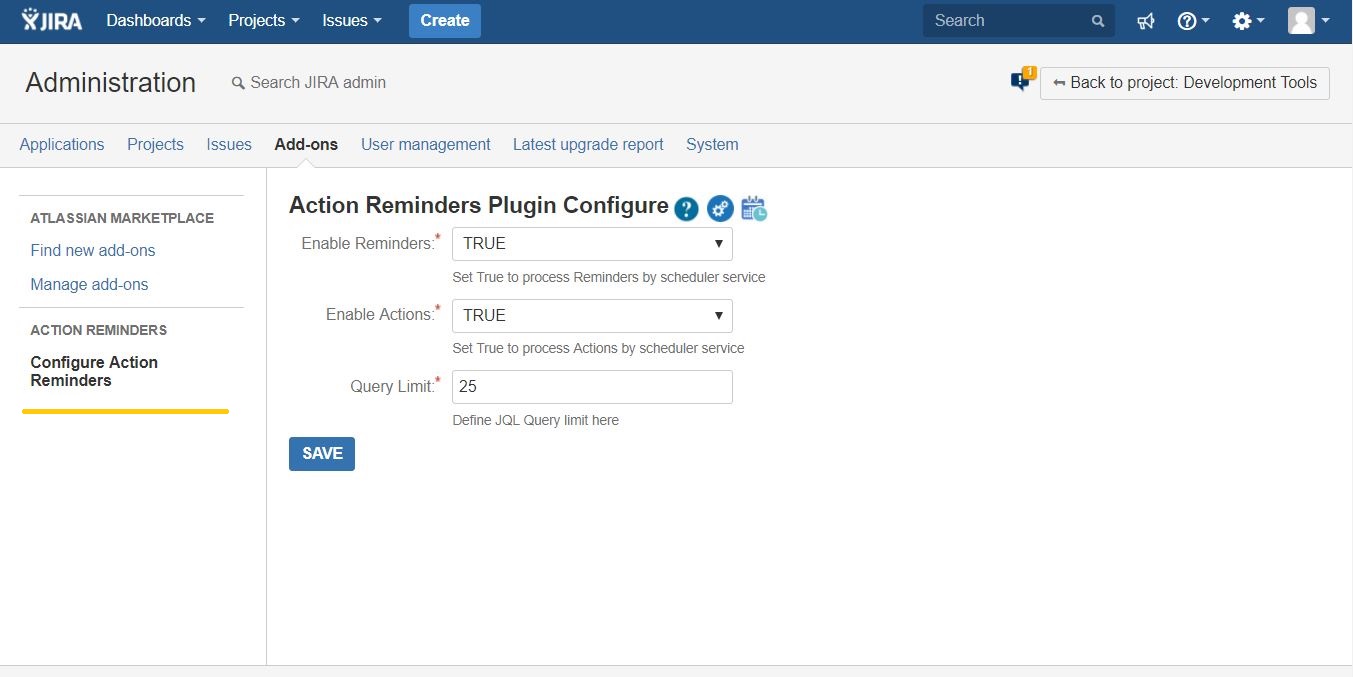 JIRA Dashboards Projects Issues Create Search
Administration Search JIRA admin 1 Back to project: Development Tools
Applications Projects Issues Add-ons User management Latest upgrade report System
ATLASSIAN MARKETPLACE
Find new add-ons
Manage add-ons
ACTION REMINDERS
Configure Action
Reminders
Action Reminders Plugin Configure
Enable Reminders:* TRUE
Set True to process Reminders by scheduler service
Enable Actions:* TRUE
Set True to process Actions by scheduler service
Query Limit:* 25
Define JQL Query limit here
SAVE